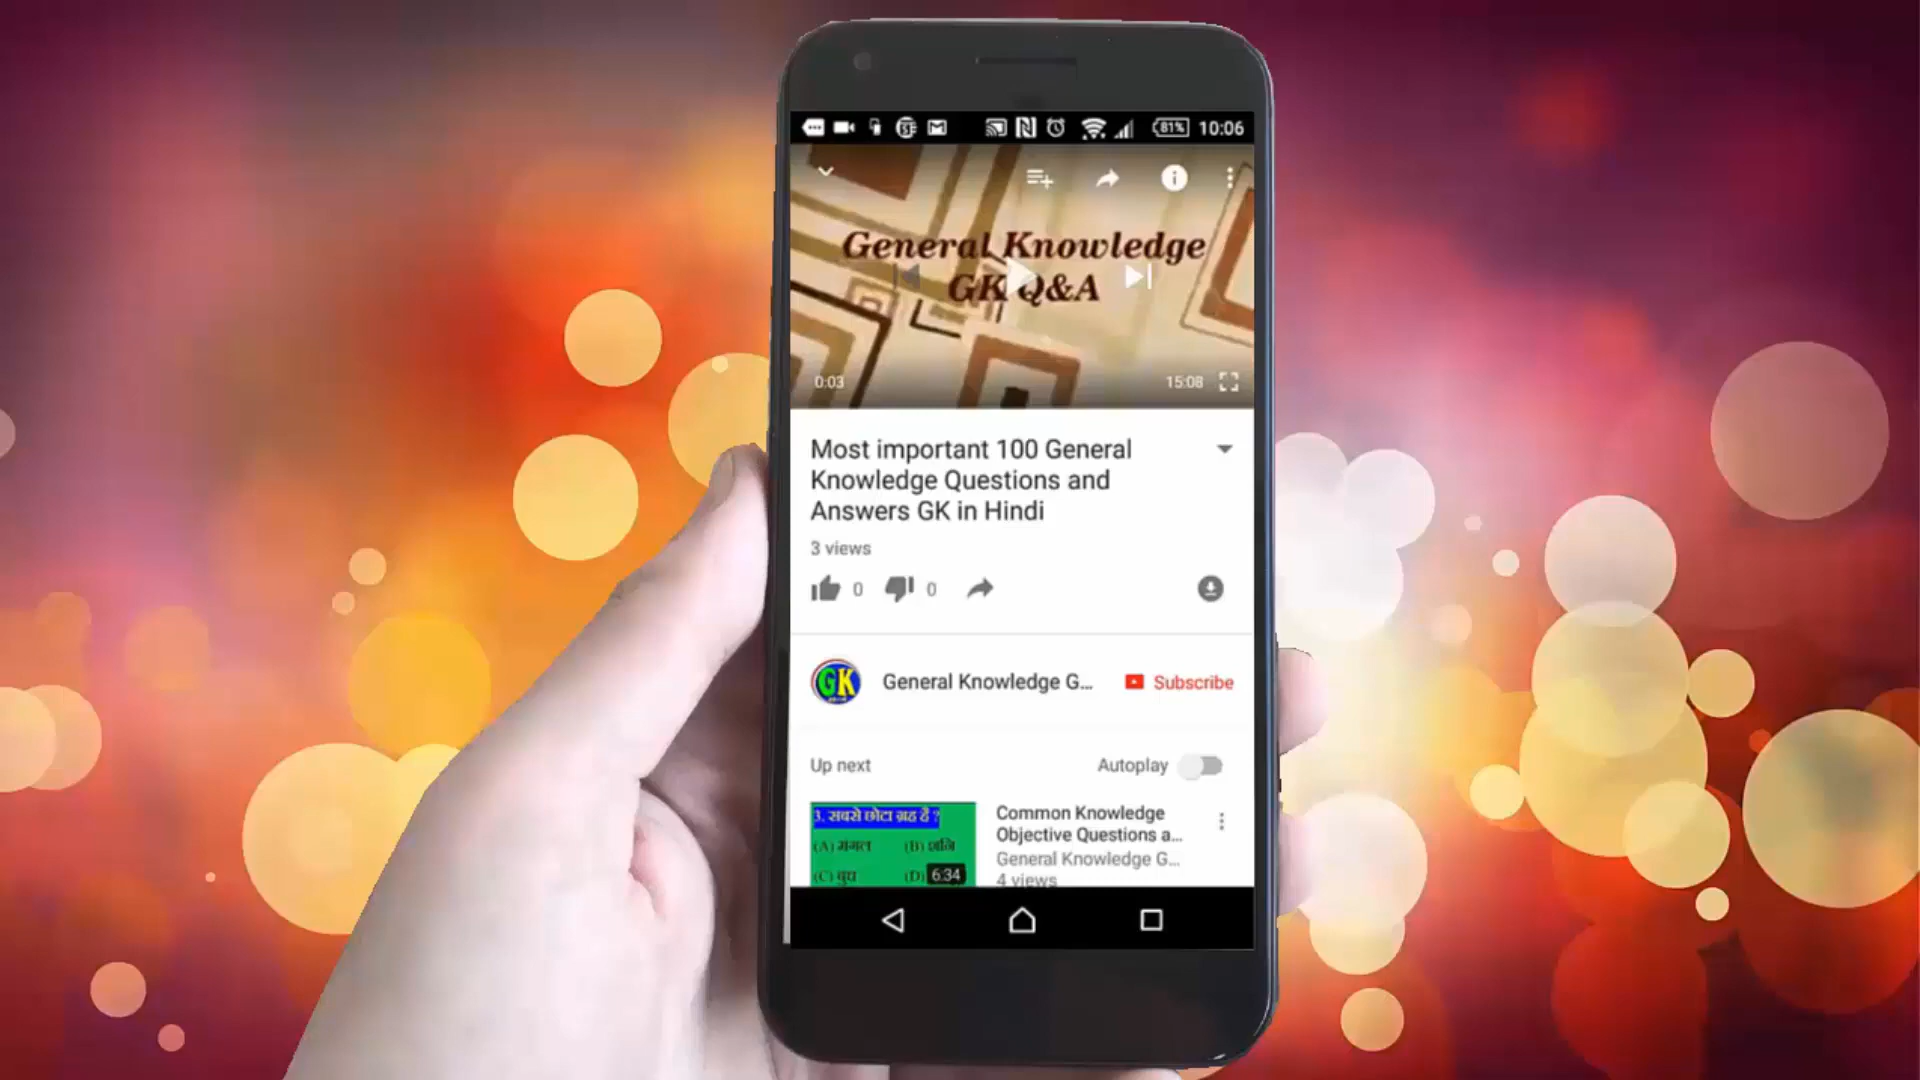 81% 10:06
General Knowledge
GK Q&A
0:03 15:08
Most important 100 General
Knowledge Questions and
Answers GK in Hindi
3 views
0 0
GK General Knowledge G... Subscribe
Up next Autoplay
3. सबसे छोटा ग्रह है ?
(A) मंगल (B) शनि
(C) बुध (D) 6:34
Common Knowledge
Objective Questions a...
General Knowledge G...
4 views